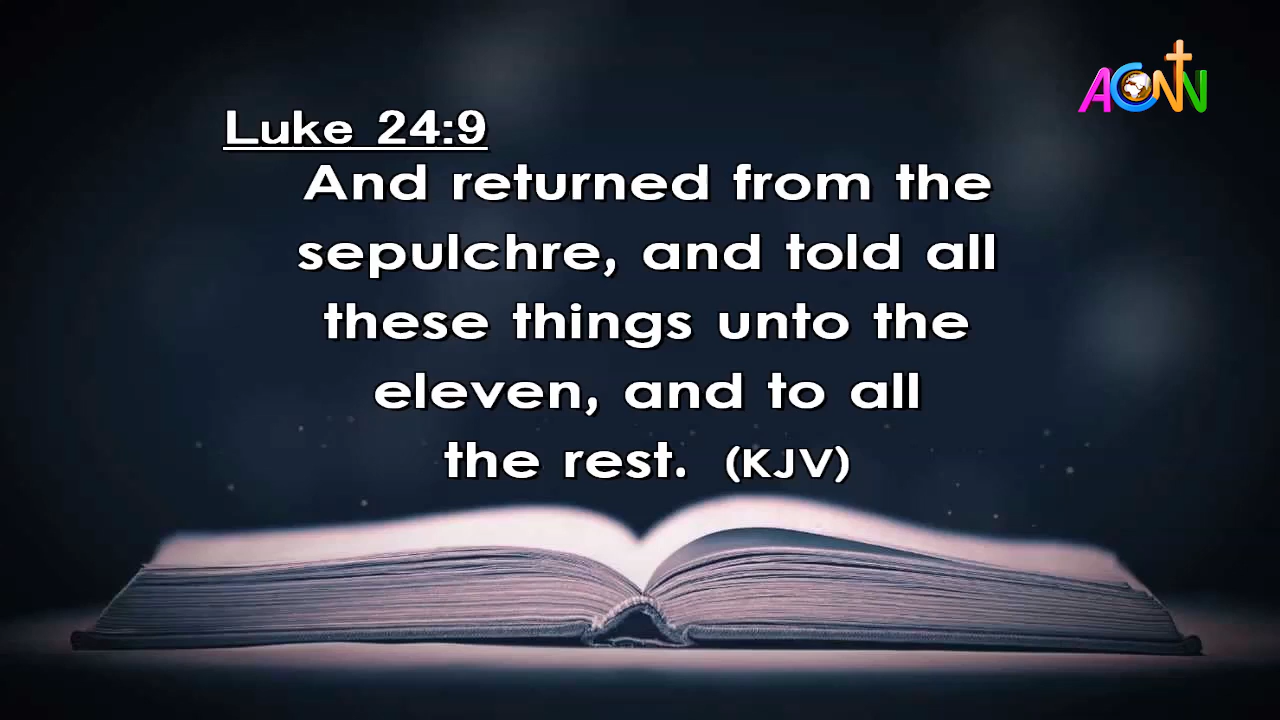 ACNN
Luke 24:9
And returned from the
sepulchre, and told all
these things unto the
eleven, and to all
the rest. (KJV)